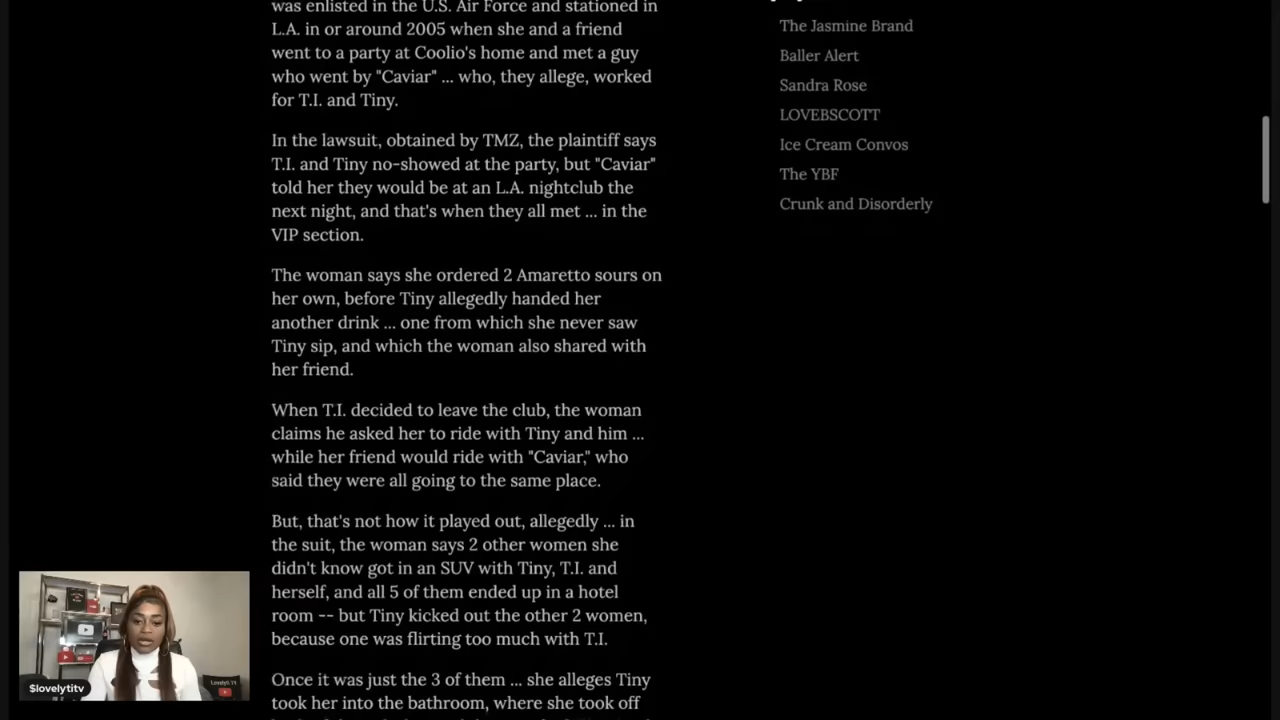 was enlisted in the U.S. Air Force and stationed in
L.A. in or around 2005 when she and a friend
went to a party at Coolio's home and met a guy
who went by "Caviar" ... who, they allege, worked
for T.I. and Tiny.
In the lawsuit, obtained by TMZ, the plaintiff says
T.I. and Tiny no-showed at the party, but "Caviar"
told her they would be at an L.A. nightclub the
next night, and that's when they all met ... in the
VIP section.
The woman says she ordered 2 Amaretto sours on
her own, before Tiny allegedly handed her
another drink ... one from which she never saw
Tiny sip, and which the woman also shared with
her friend.
When T.I. decided to leave the club, the woman
claims he asked her to ride with Tiny and him ...
while her friend would ride with "Caviar," who
said they were all going to the same place.
But, that's not how it played out, allegedly ... in
the suit, the woman says 2 other women she
didn't know got in an SUV with Tiny, T.I. and
herself, and all 5 of them ended up in a hotel
room -- but Tiny kicked out the other 2 women,
because one was flirting too much with T.I.
Once it was just the 3 of them ... she alleges Tiny
took her into the bathroom, where she took off
The Jasmine Brand
Baller Alert
Sandra Rose
LOVEBSCOTT
Ice Cream Convos
The YBF
Crunk and Disorderly
$lovelytitv